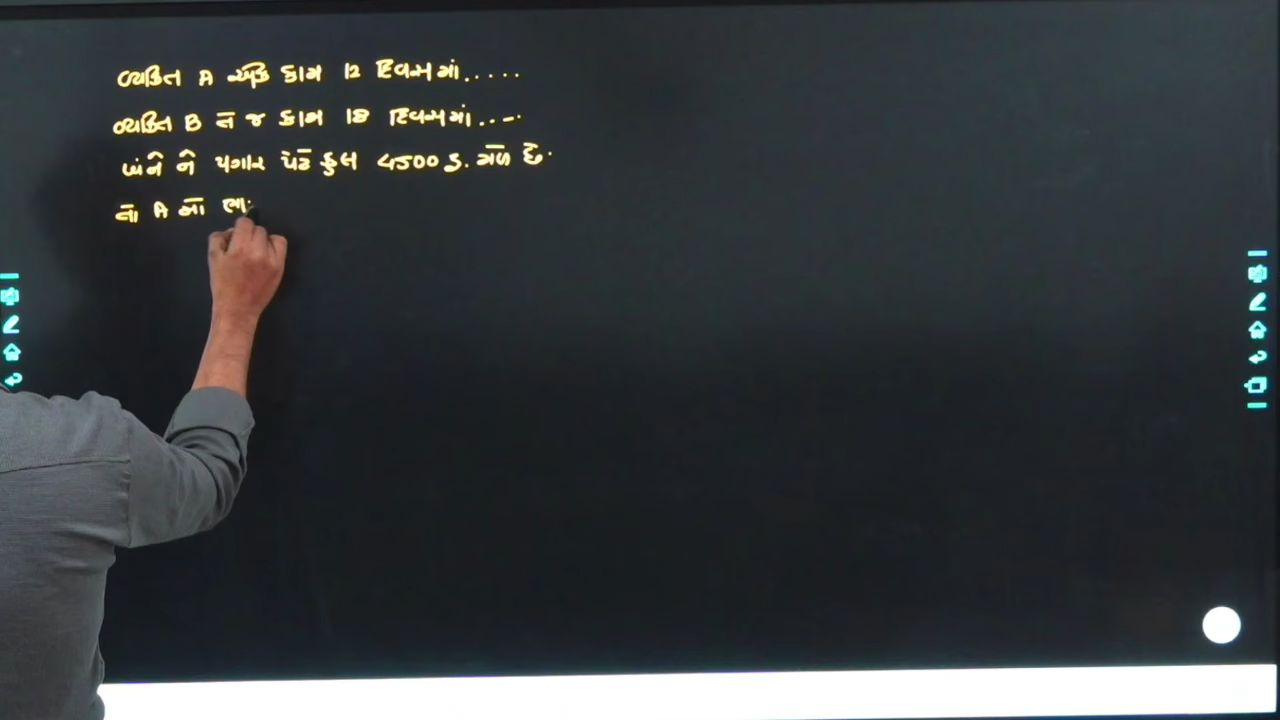 વ્યકિત A એક કામ 12 દિવસમાં.....
વ્યકિત B તે જ કામ 18 દિવસમાં....
બંને ને પગાર પેટે કુલ 4500 રૂ. મળે છે.
તો A નો ભા